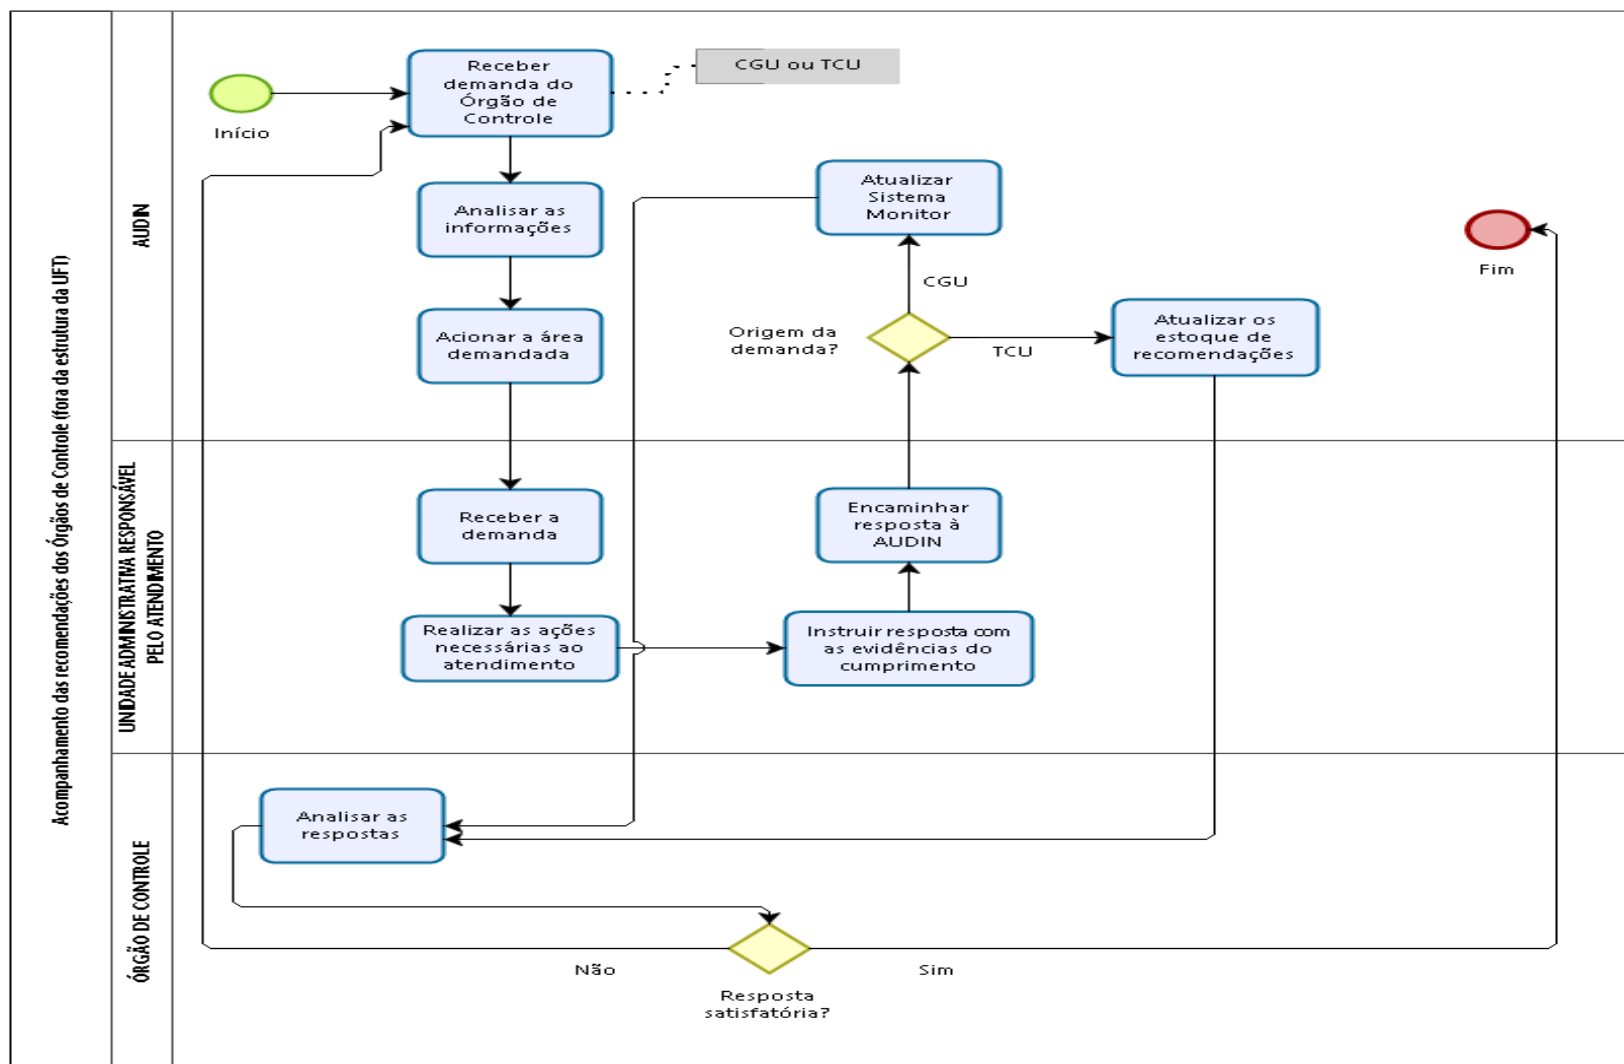 Acompanhamento das recomendações dos Órgãos de Controle (fora da estrutura da UFT)
AUDIN
Início
Receber
demanda do
Órgão de
Controle
CGU ou TCU
Analisar as
informações
Acionar a área
demandada
Atualizar
Sistema
Monitor
CGU
Origem da
demanda?
TCU
Atualizar os
estoque de
recomendações
Fim
UNIDADE ADMINISTRATIVA RESPONSÁVEL
PELO ATENDIMENTO
Receber a
demanda
Realizar as ações
necessárias ao
atendimento
Instruir resposta com
as evidências do
cumprimento
Encaminhar
resposta à
AUDIN
ÓRGÃO DE CONTROLE
Analisar as
respostas
Não
Sim
Resposta
satisfatória?